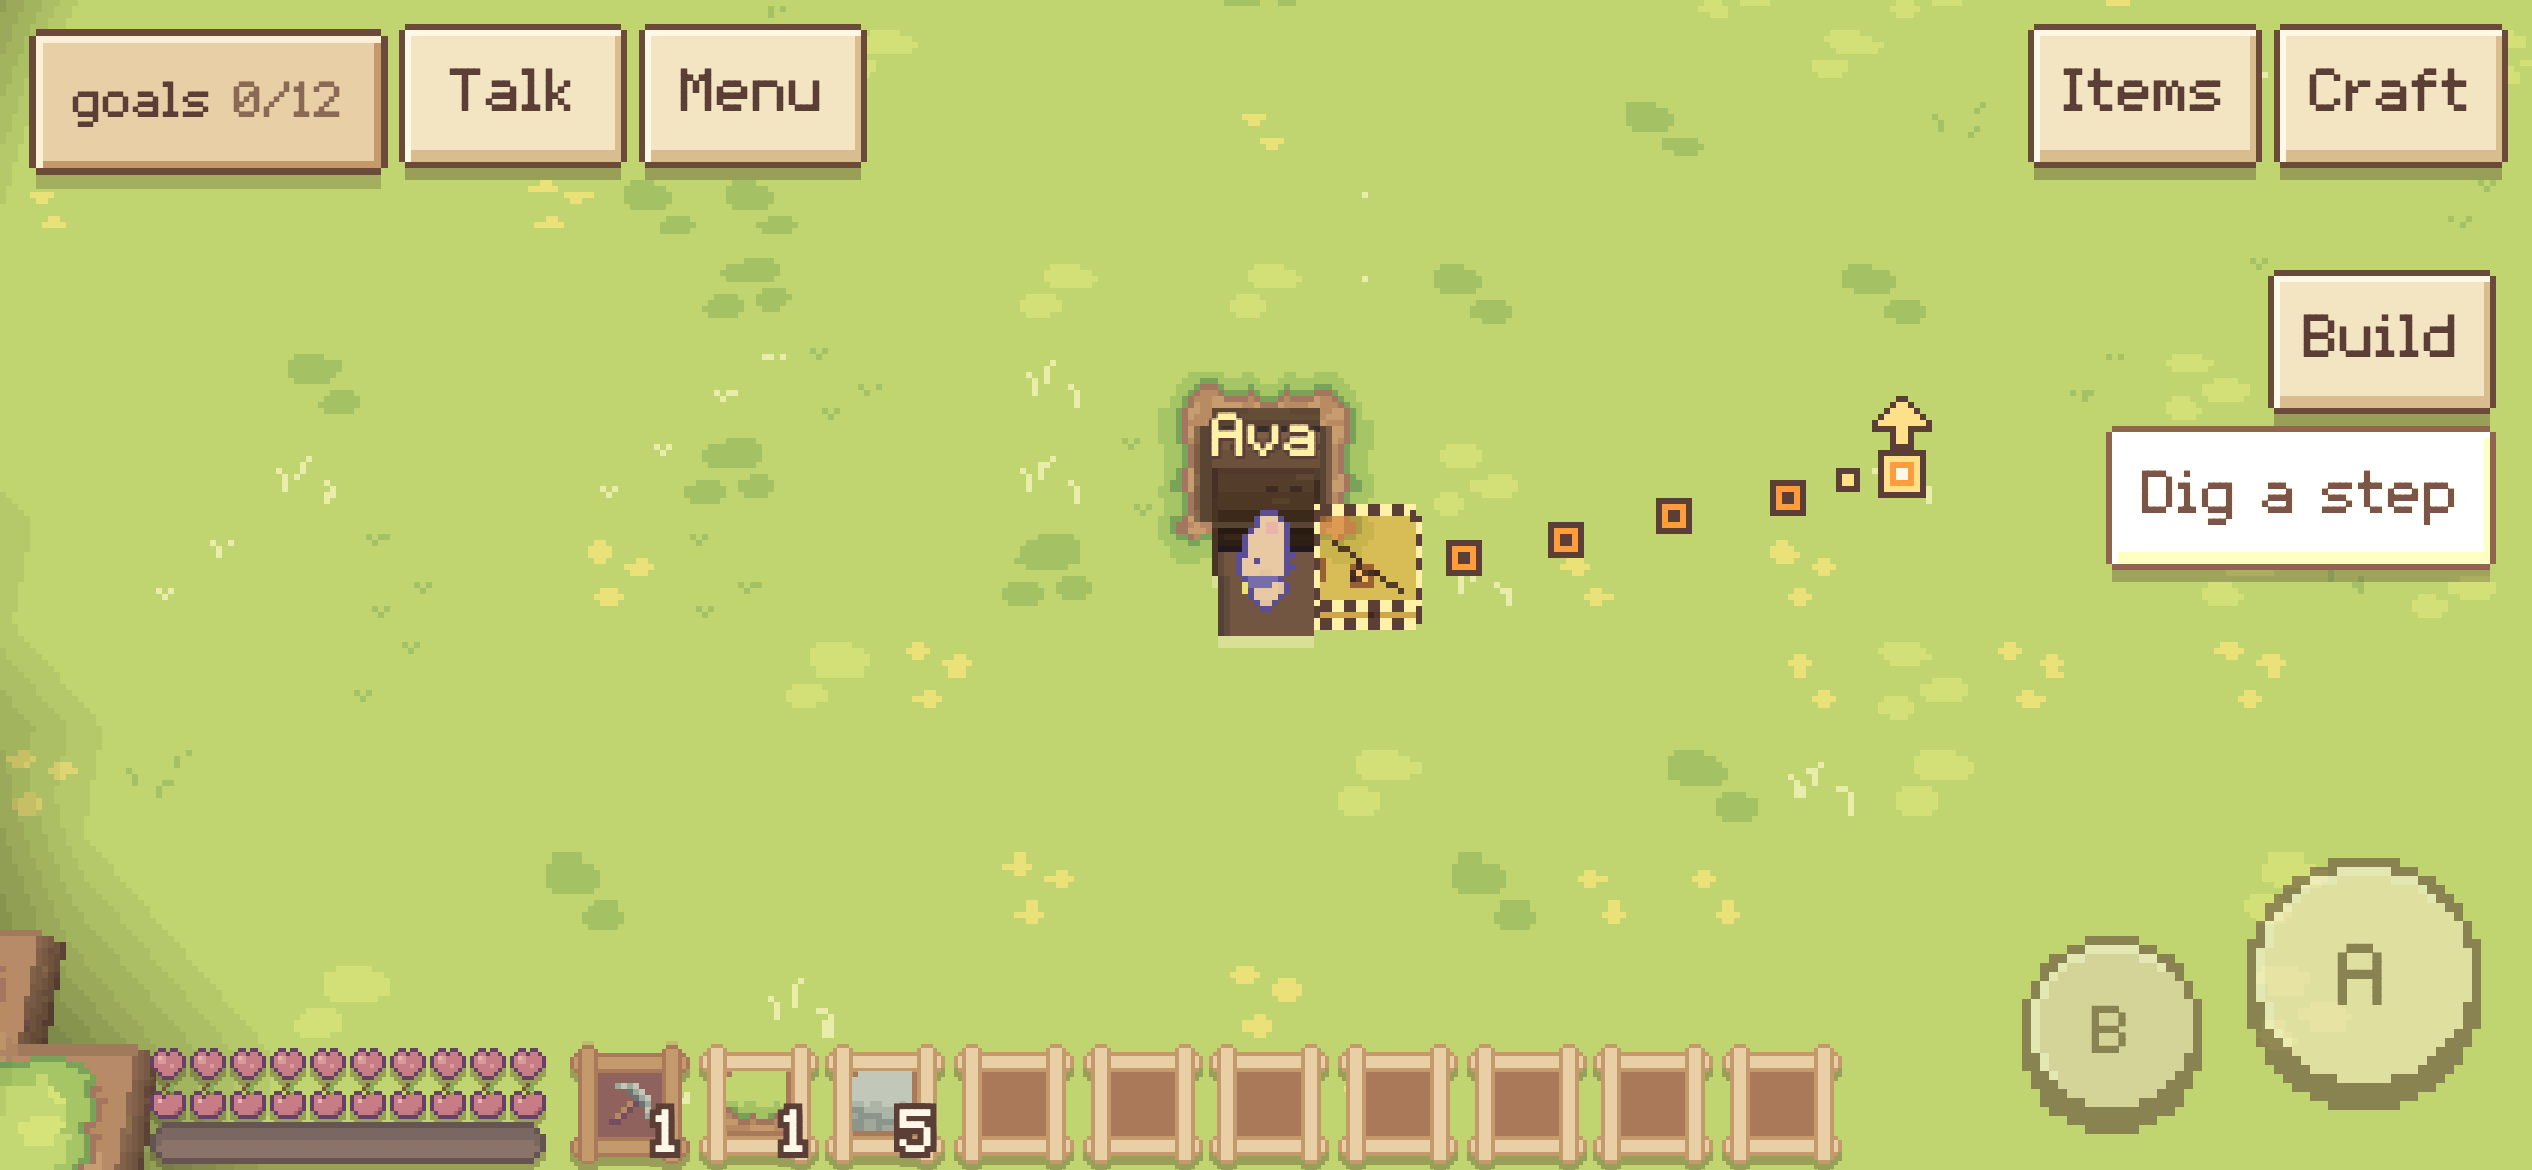 goals 0/12
Talk
Menu
Items
Craft
Build
Dig a step
Ava
B
A
1
1
5